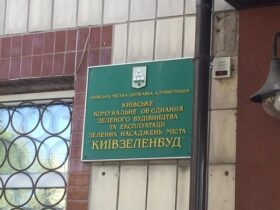 КИЇВСЬКА МІСЬКА ДЕРЖАВНА АДМІНІСТРАЦІЯ
КИЇВСЬКЕ
КОМУНАЛЬНЕ ОБ'ЄДНАННЯ
ЗЕЛЕНОГО БУДІВНИЦТВА
ТА ЕКСПЛУАТАЦІЇ
ЗЕЛЕНИХ НАСАДЖЕНЬ МІСТА
"КИЇВЗЕЛЕНБУД"